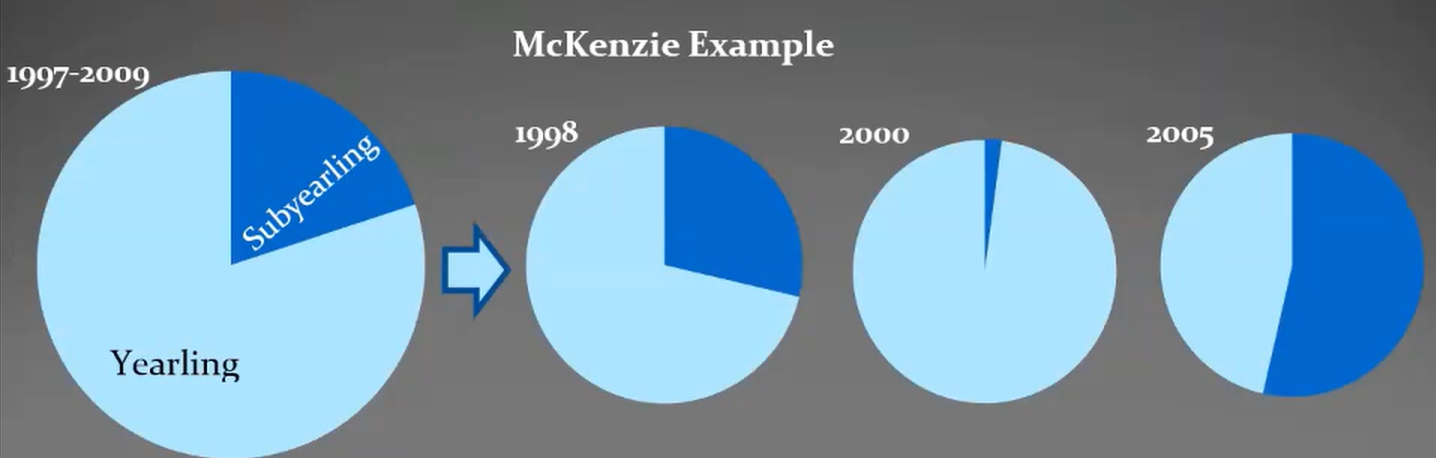 McKenzie Example
1997-2009
Subyearling
Yearling
1998
2000
2005